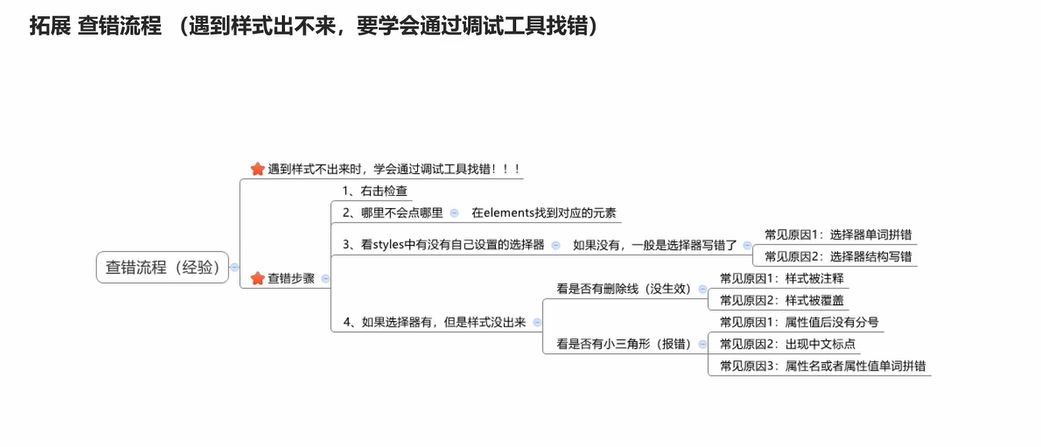 拓展 查错流程 （遇到样式出不来，要学会通过调试工具找错）
遇到样式不出来时，学会通过调试工具找错！！！
查错流程（经验）
查错步骤
1、右击检查
2、哪里不会点哪里
在elements找到对应的元素
3、看styles中有没有自己设置的选择器
如果没有，一般是选择器写错了
常见原因1：选择器单词拼错
常见原因2：选择器结构写错
4、如果选择器有，但是样式没出来
看是否有删除线（没生效）
常见原因1：样式被注释
常见原因2：样式被覆盖
看是否有小三角形（报错）
常见原因1：属性值后没有分号
常见原因2：出现中文标点
常见原因3：属性名或者属性值单词拼错